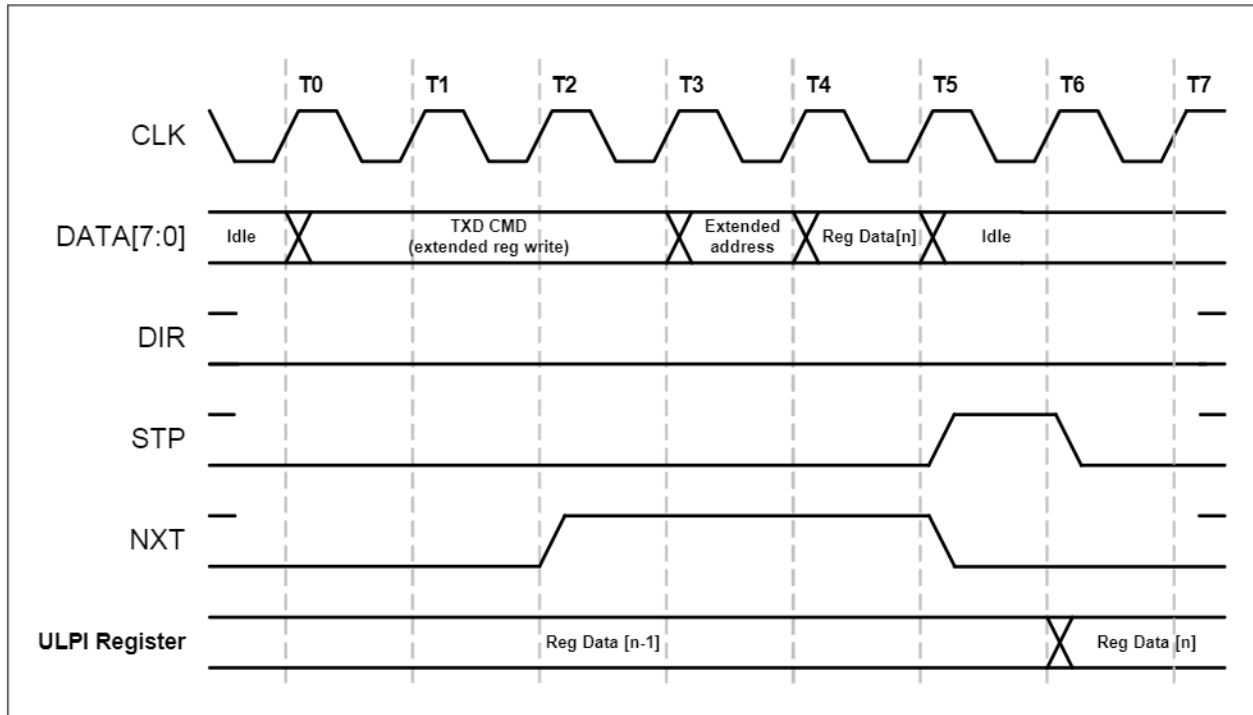 T0 T1 T2 T3 T4 T5 T6 T7
CLK
DATA[7:0]
Idle
TXD CMD
(extended reg write)
Extended
address
Reg Data[n]
Idle
DIR
STP
NXT
ULPI Register
Reg Data [n-1]
Reg Data [n]